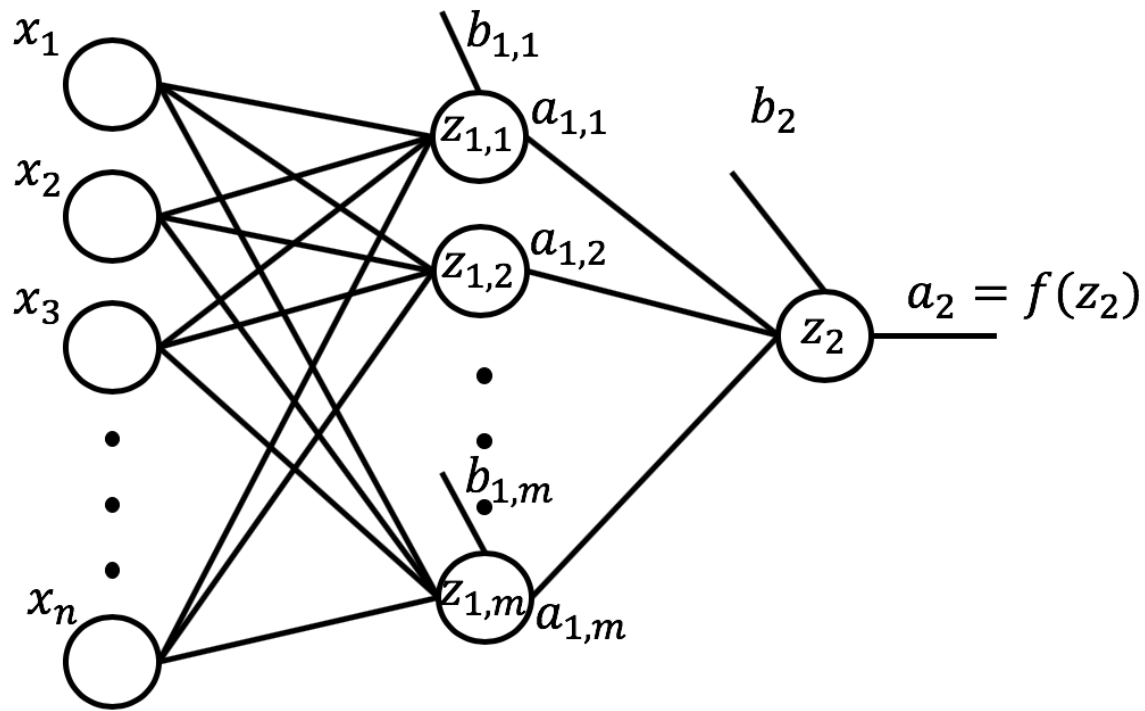 x₁
x₂
x₃
xₙ
b₁,₁
z₁,₁
a₁,₁
z₁,₂
a₁,₂
b₁,ₘ
z₁,ₘ
a₁,ₘ
b₂
z₂
a₂ = f(z₂)